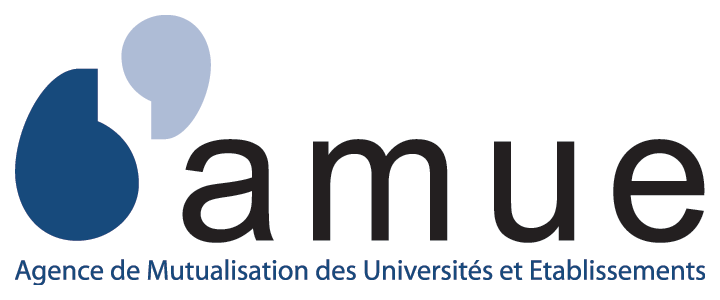 amue
Agence de Mutualisation des Universités et Etablissements